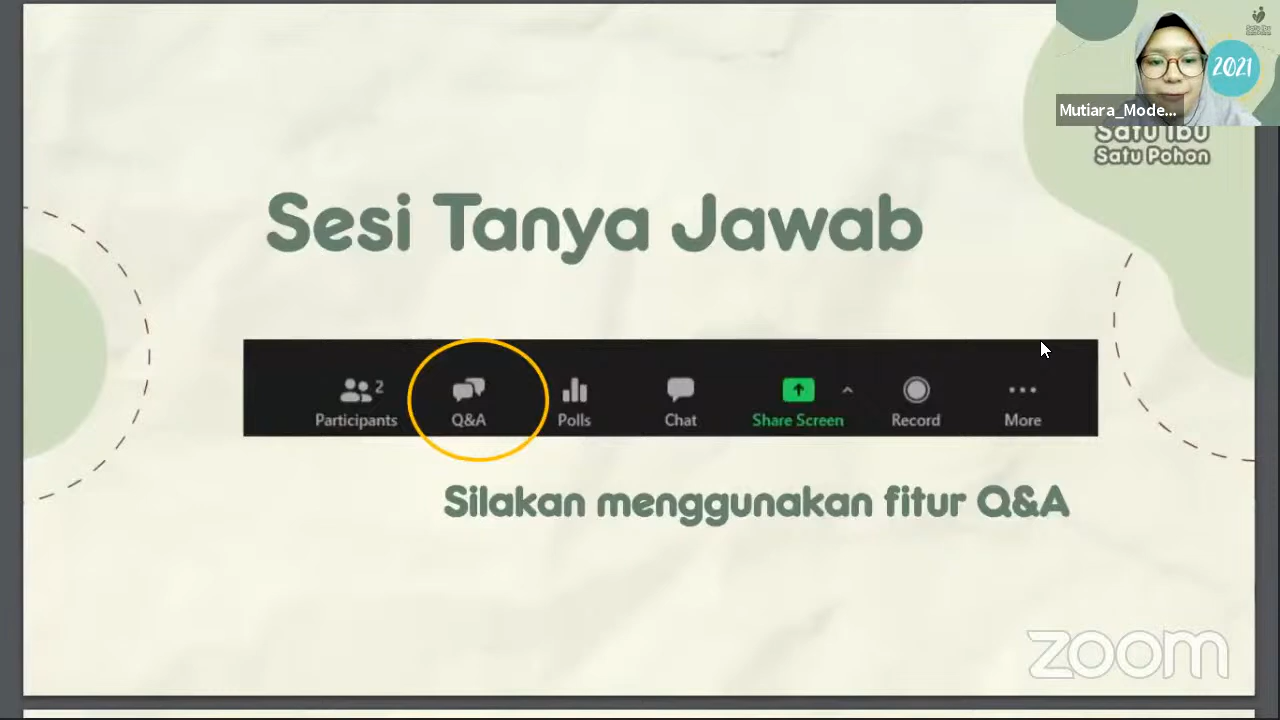 2021
Mutiara_Mode...
Satu Ibu
Satu Pohon
Sesi Tanya Jawab
2
Participants
Q&A
Polls
Chat
Share Screen
Record
More
Silakan menggunakan fitur Q&A
zoom